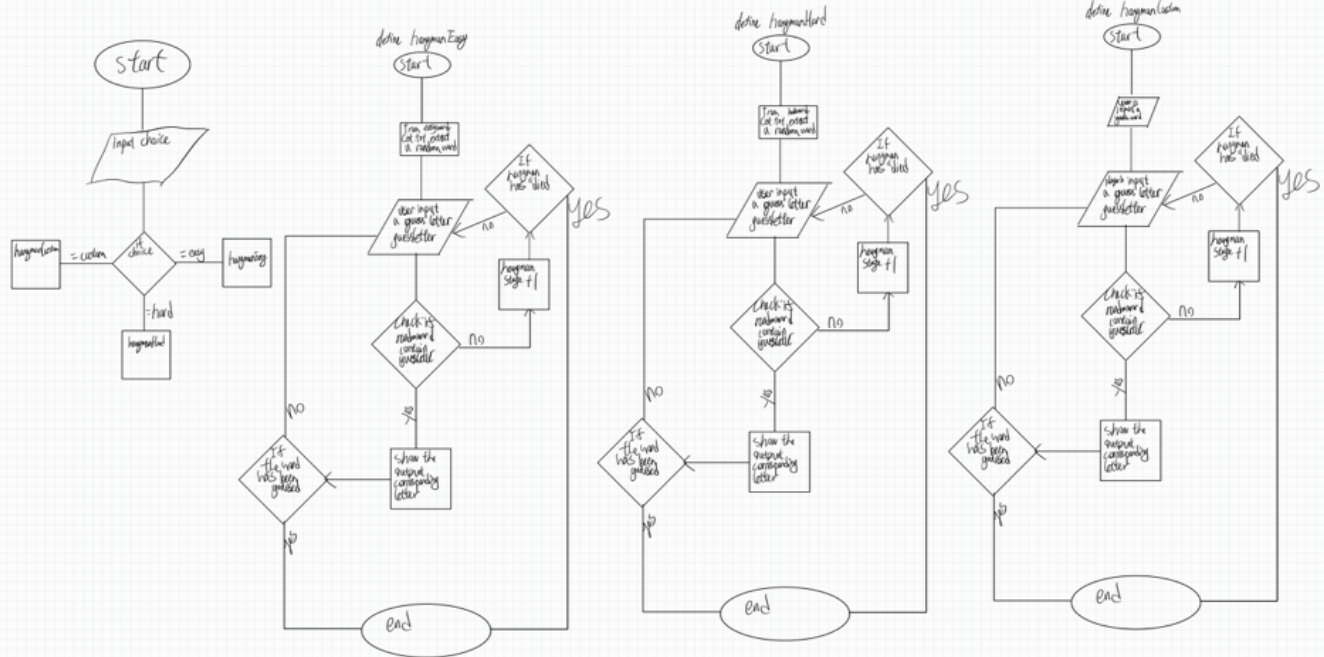 Start
Input choice
if
choice
= custom
hangmanCustom
= easy
hangmanEasy
= hard
hangmanHard
define hangmanEasy
Start
From easyword
a random word
user input
a guess letter
guessletter
If
hangman
has died
no
Yes
hangman
stage +1
check if
randomword
contain
guessletter
no
yes
show the
output
corresponding
letter
If
the word
has been
guessed
no
end
define hangmanHard
Start
a random word
user input
a guess letter
guessletter
If
hangman
has died
no
Yes
hangman
stage +1
check if
randomword
contain
guessletter
no
yes
show the
output
corresponding
letter
If
the word
has been
guessed
no
end
define hangmanCustom
Start
input a
input
a guess letter
guessletter
If
hangman
has died
no
Yes
hangman
stage +1
check if
randomword
contain
guessletter
no
yes
show the
output
corresponding
letter
If
the word
has been
guessed
no
end